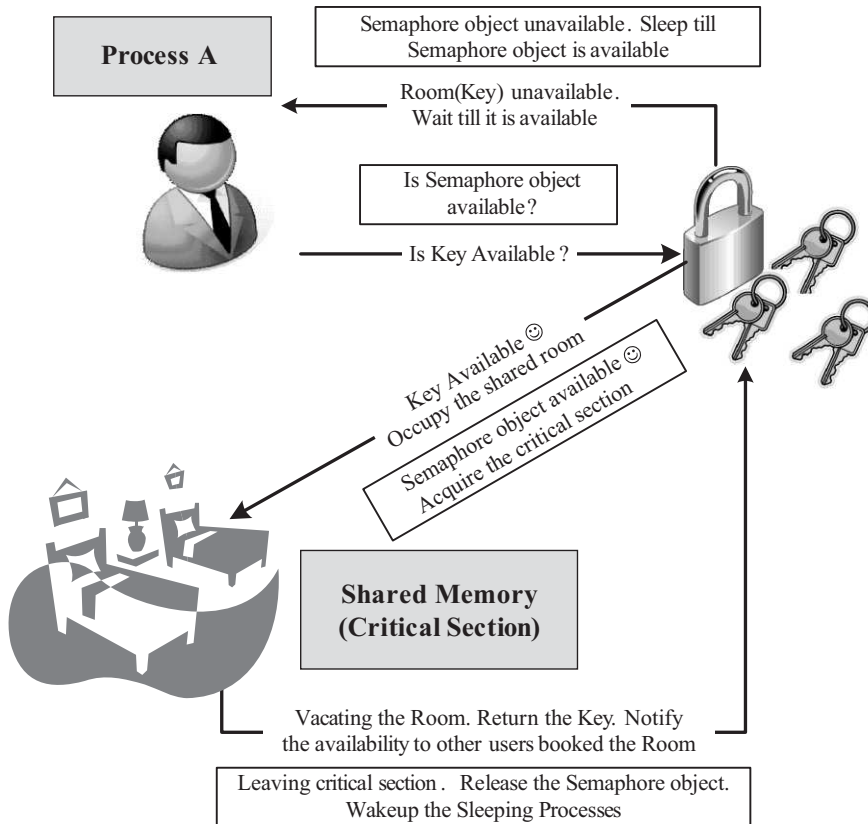 Semaphore object unavailable. Sleep till
Semaphore object is available
Process A
Room(Key) unavailable.
Wait till it is available
Is Semaphore object
available?
Is Key Available ?
Key Available ☺
Occupy the shared room
Semaphore object available ☺
Acquire the critical section
Shared Memory
(Critical Section)
Vacating the Room. Return the Key. Notify
the availability to other users booked the Room
Leaving critical section. Release the Semaphore object.
Wakeup the Sleeping Processes